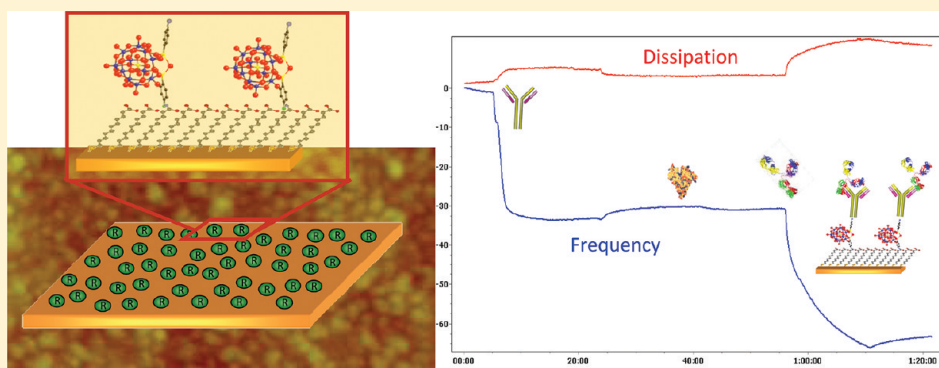 R R R R R R R R R R
R R R R R R R R R R R
R R R R R R R R R R R
R R R R R R R R R R R
R R R R R R R R R R R R
Dissipation
Frequency
0
-10
-20
-30
-40
-50
-60
00:00 20:00 40:00 1:00:00 1:20:00